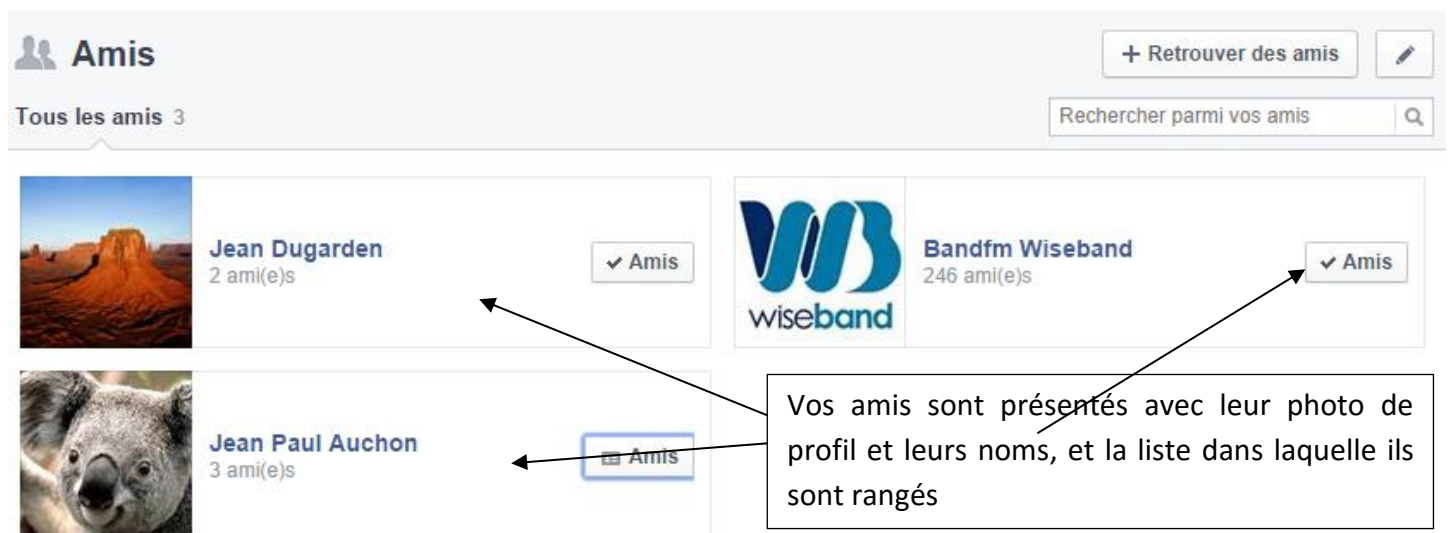 Amis
+ Retrouver des amis
Tous les amis 3
Rechercher parmi vos amis
Jean Dugarden
2 ami(e)s
Amis
wiseband
Bandfm Wiseband
246 ami(e)s
Amis
Jean Paul Auchon
3 ami(e)s
Amis
Vos amis sont présentés avec leur photo de
profil et leurs noms, et la liste dans laquelle ils
sont rangés